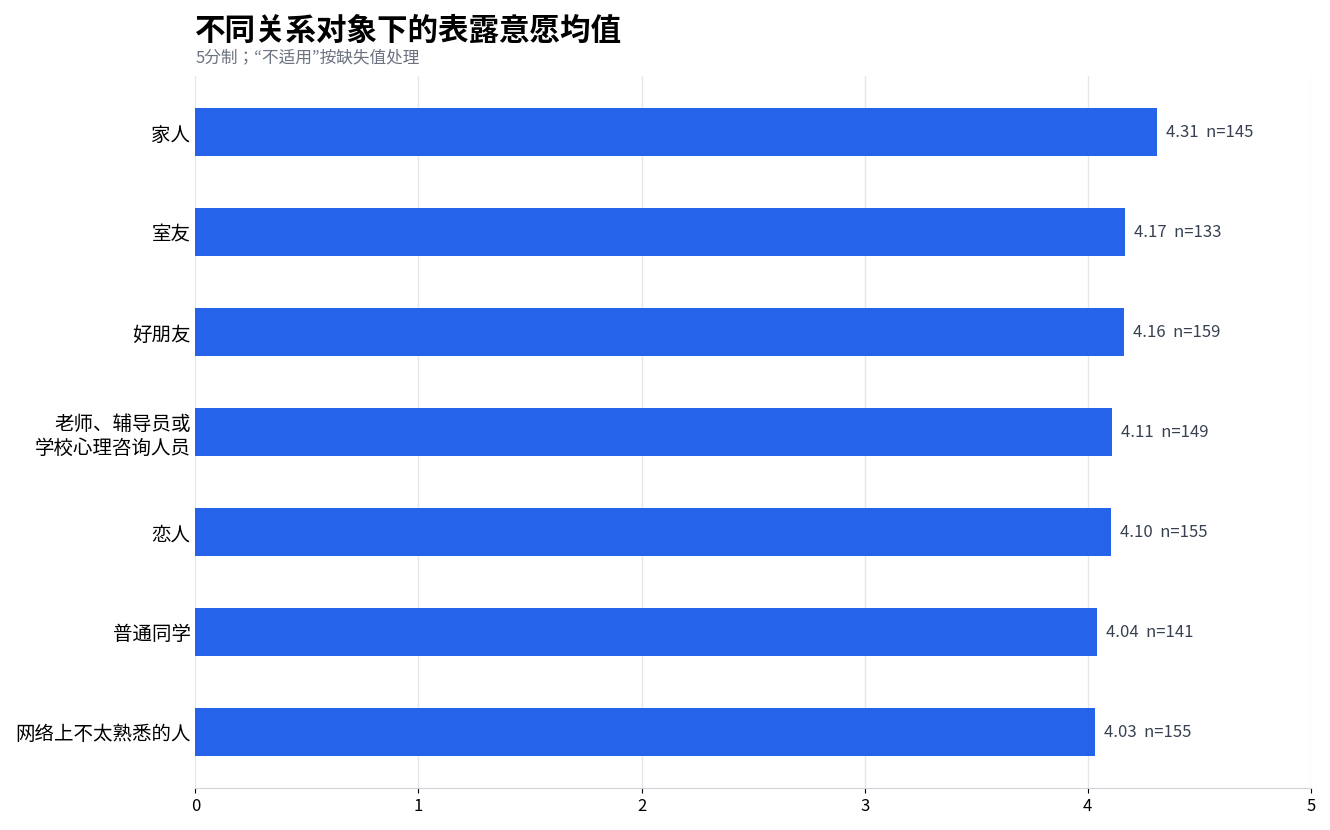 不同关系对象下的表露意愿均值
5分制；“不适用”按缺失值处理
家人
4.31 n=145
室友
4.17 n=133
好朋友
4.16 n=159
老师、辅导员或
学校心理咨询人员
4.11 n=149
恋人
4.10 n=155
普通同学
4.04 n=141
网络上不太熟悉的人
4.03 n=155
0 1 2 3 4 5